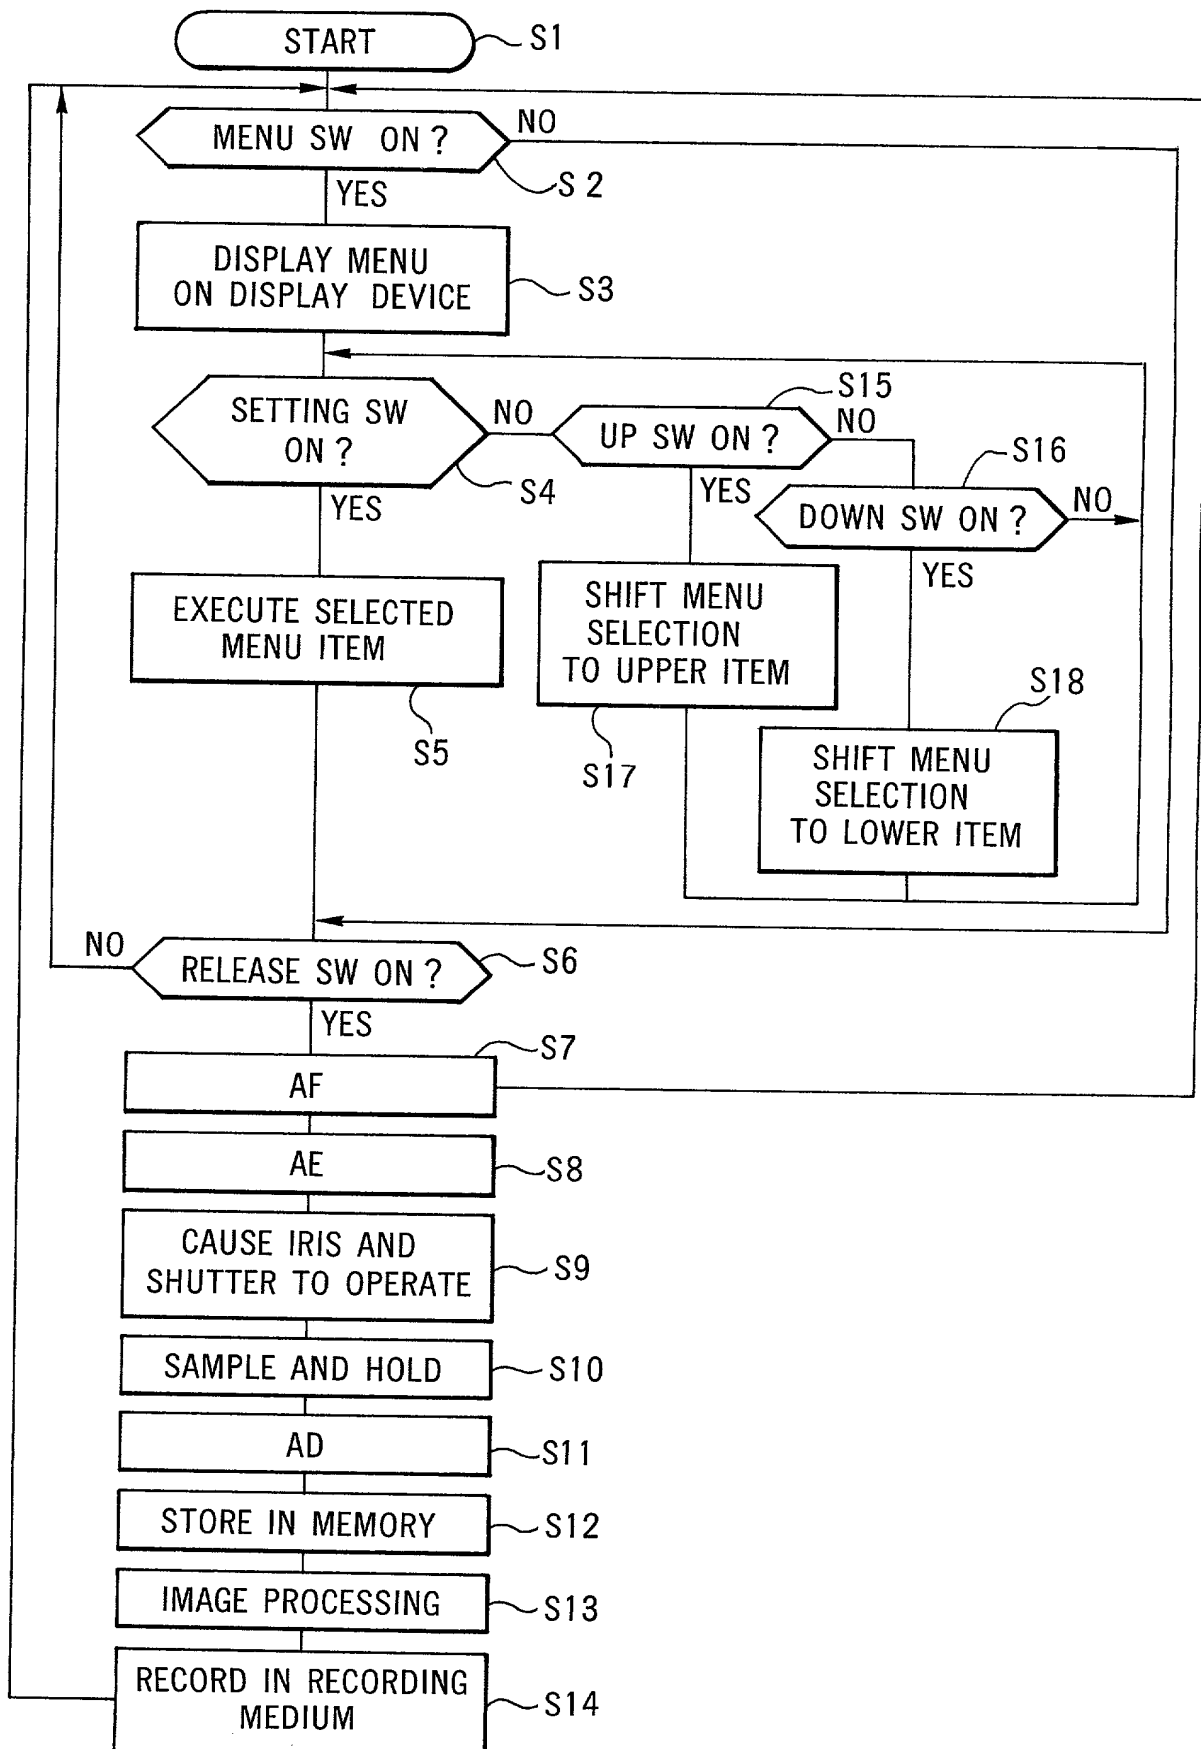 START
S1
MENU SW ON ?
NO
S2
YES
DISPLAY MENU
ON DISPLAY DEVICE
S3
SETTING SW
ON ?
NO
S4
YES
UP SW ON ?
S15
NO
YES
S16
DOWN SW ON ?
NO
YES
EXECUTE SELECTED
MENU ITEM
S5
SHIFT MENU
SELECTION
TO UPPER ITEM
S17
S18
SHIFT MENU
SELECTION
TO LOWER ITEM
NO
RELEASE SW ON ?
S6
YES
S7
AF
AE
S8
CAUSE IRIS AND
SHUTTER TO OPERATE
S9
SAMPLE AND HOLD
S10
AD
S11
STORE IN MEMORY
S12
IMAGE PROCESSING
S13
RECORD IN RECORDING
MEDIUM
S14